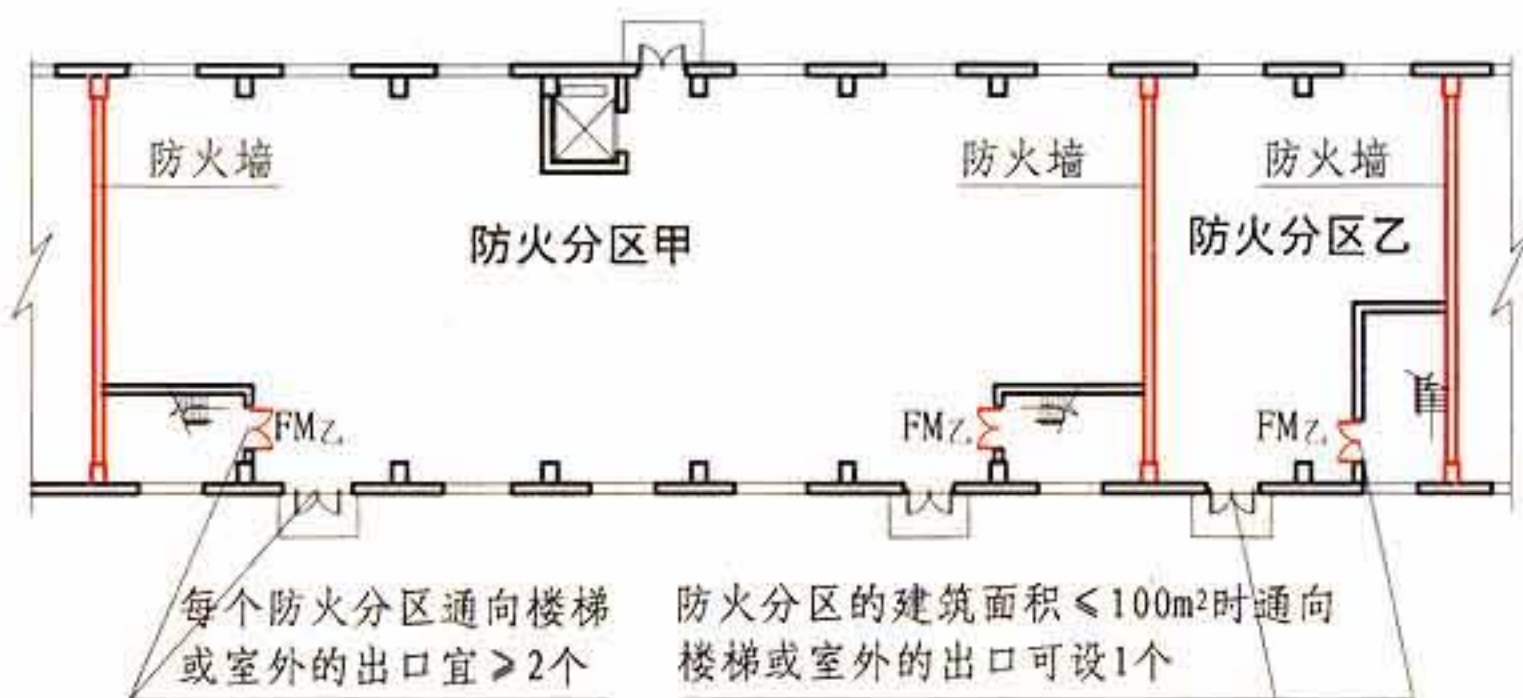 防火墙
防火墙
防火墙
防火分区甲
防火分区乙
FM乙
FM乙
FM乙
每个防火分区通向楼梯
或室外的出口宜≥2个
防火分区的建筑面积≤100m²时通向
楼梯或室外的出口可设1个